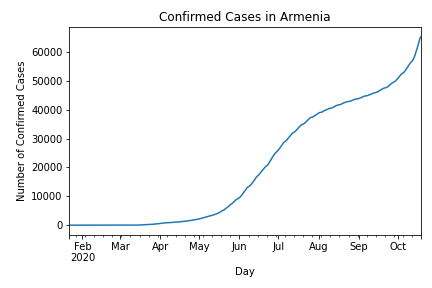 Confirmed Cases in Armenia
Number of Confirmed Cases
60000
50000
40000
30000
20000
10000
0
Feb Mar Apr May Jun Jul Aug Sep Oct
2020
Day